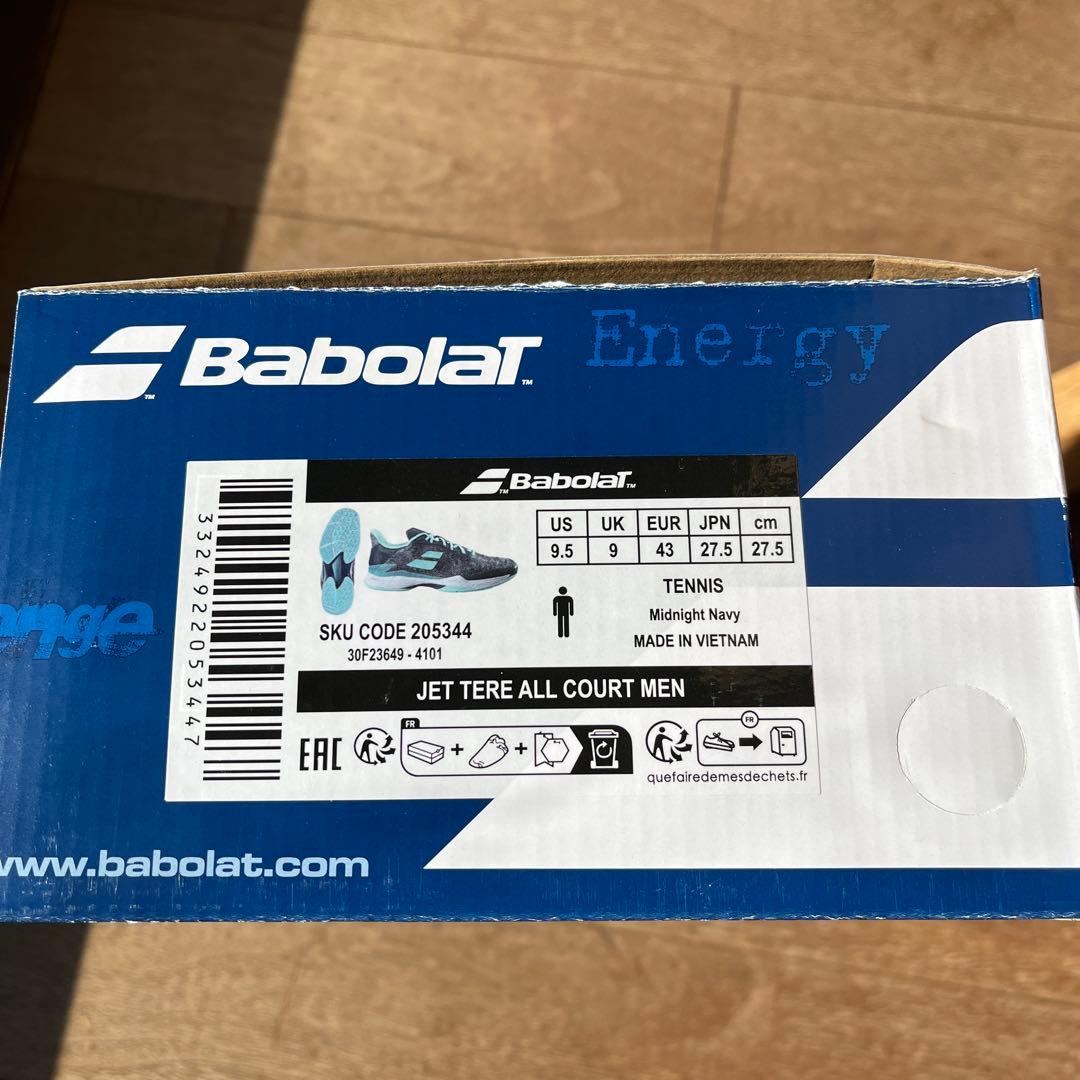 BabolaT™
Energy
BabolaT™
US UK EUR JPN cm
9.5 9 43 27.5 27.5
TENNIS
Midnight Navy
MADE IN VIETNAM
SKU CODE 205344
30F23649 - 4101
3324922053447
JET TERE ALL COURT MEN
EAC
FR
+ +
FR
quefairedemesdechets.fr
www.babolat.com